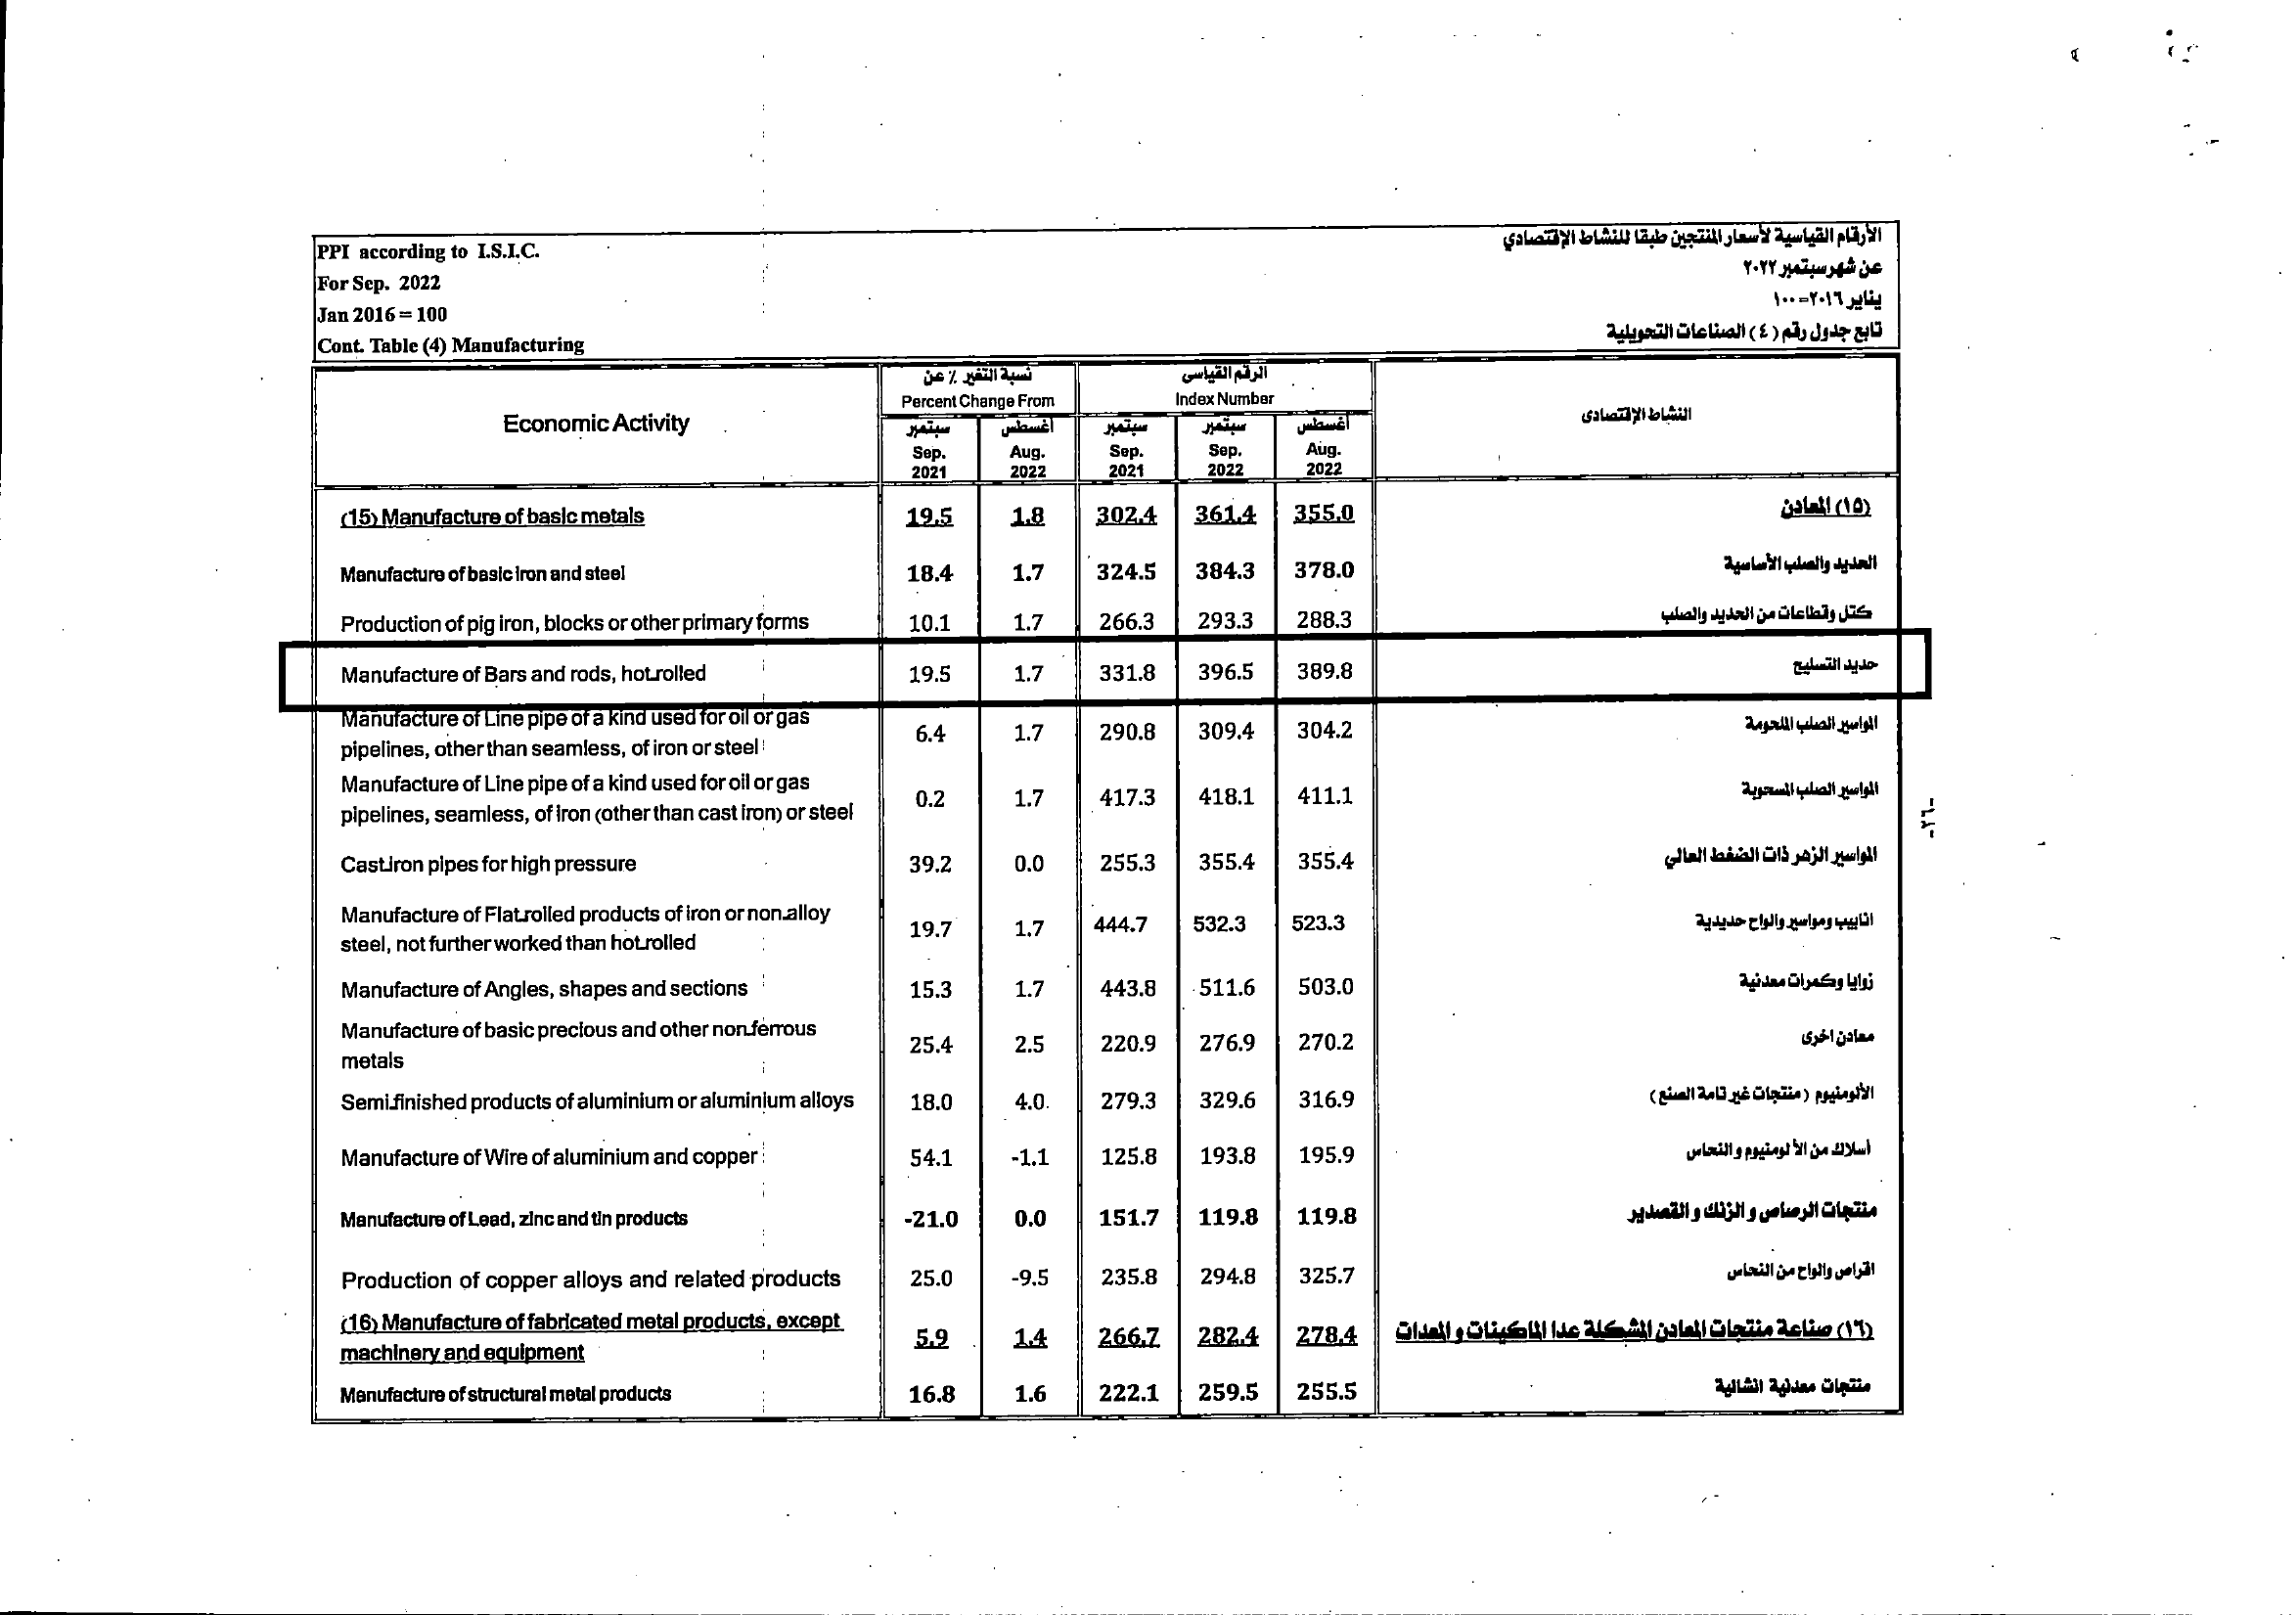 PPI according to I.S.I.C.
For Sep. 2022
Jan 2016 = 100
Cont. Table (4) Manufacturing
الأرقام القياسية لأسعار المنتجين طبقا للنشاط الإقتصادي
عن شهر سبتمبر ٢٠٢٢
يناير ٢٠١٦=١٠٠
تابع جدول رقم (٤) الصناعات التحويلية
Economic Activity
نسبة التغير ٪ عن
Percent Change From
الرقم القياسى
Index Number
النشاط الإقتصادى
سبتمبر أغسطس سبتمبر سبتمبر أغسطس
Sep. Aug. Sep. Sep. Aug.
2021 2022 2021 2022 2022
(15) Manufacture of basic metals 19.5 1.8 302.4 361.4 355.0 (١٥) المعادن
Manufacture of basic iron and steel 18.4 1.7 324.5 384.3 378.0 الحديد والصلب الأساسية
Production of pig iron, blocks or other primary forms 10.1 1.7 266.3 293.3 288.3 كتل وقطاعات من الحديد والصلب
Manufacture of Bars and rods, hot-rolled 19.5 1.7 331.8 396.5 389.8 حديد التسليح
Manufacture of Line pipe of a kind used for oil or gas
pipelines, other than seamless, of iron or steel 6.4 1.7 290.8 309.4 304.2 المواسير الصلب الملحومة
Manufacture of Line pipe of a kind used for oil or gas
pipelines, seamless, of iron (other than cast iron) or steel 0.2 1.7 417.3 418.1 411.1 المواسير الصلب المسحوبة
Cast-iron pipes for high pressure 39.2 0.0 255.3 355.4 355.4 المواسير الزهر ذات الضغط العالي
Manufacture of Flat-rolled products of iron or non-alloy
steel, not further worked than hot-rolled 19.7 1.7 444.7 532.3 523.3 انابيب ومواسير والواح حديدية
Manufacture of Angles, shapes and sections 15.3 1.7 443.8 511.6 503.0 زوايا وكمرات معدنية
Manufacture of basic precious and other non-ferrous
metals 25.4 2.5 220.9 276.9 270.2 معادن اخرى
Semi-finished products of aluminium or aluminium alloys 18.0 4.0 279.3 329.6 316.9 الألومنيوم (منتجات غير تامة الصنع)
Manufacture of Wire of aluminium and copper 54.1 -1.1 125.8 193.8 195.9 أسلاك من الألومنيوم و النحاس
Manufacture of Lead, zinc and tin products -21.0 0.0 151.7 119.8 119.8 منتجات الرصاص و الزنك و القصدير
Production of copper alloys and related products 25.0 -9.5 235.8 294.8 325.7 اقراص والواح من النحاس
(16) Manufacture of fabricated metal products, except
machinery and equipment 5.9 1.4 266.7 282.4 278.4 (١٦) صناعة منتجات المعادن المشكلة عدا الماكينات و المعدات
Manufacture of structural metal products 16.8 1.6 222.1 259.5 255.5 منتجات معدنية انشائية
-٢٦-